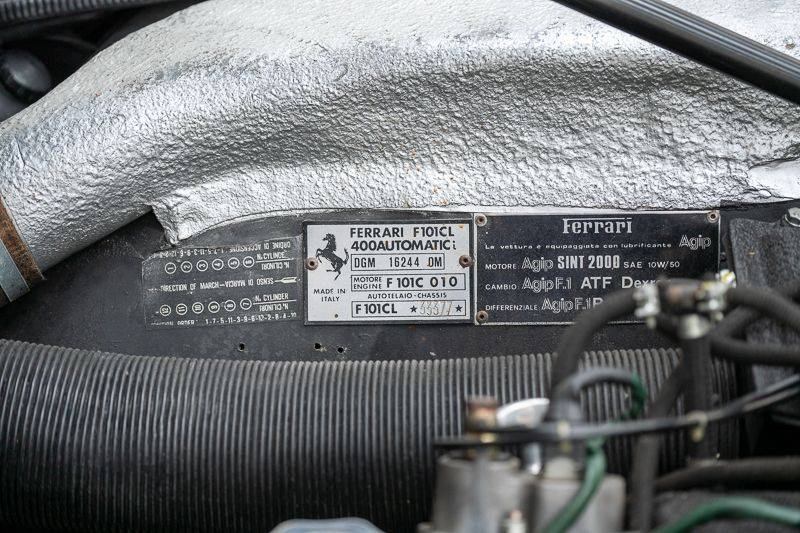 FERRARI F101CL
400AUTOMATIC i
DGM 16244 OM
MOTORE
ENGINE F 101C 010
MADE IN
ITALY
AUTOTELAIO-CHASSIS
F101CL
Ferrari
La vettura è equipaggiata con lubrificante Agip
MOTORE Agip SINT 2000 SAE 10W/50
CAMBIO Agip F.1 ATF
DIFFERENZIALE Agip F.1
ORDINE DI ACCENSIONE
N. CILINDRI
DIRECTION OF MARCH — SENSO DI MARCIA
N. CYLINDER
ORDER 1-7-5-11-3-9-6-12-2-8-4-10